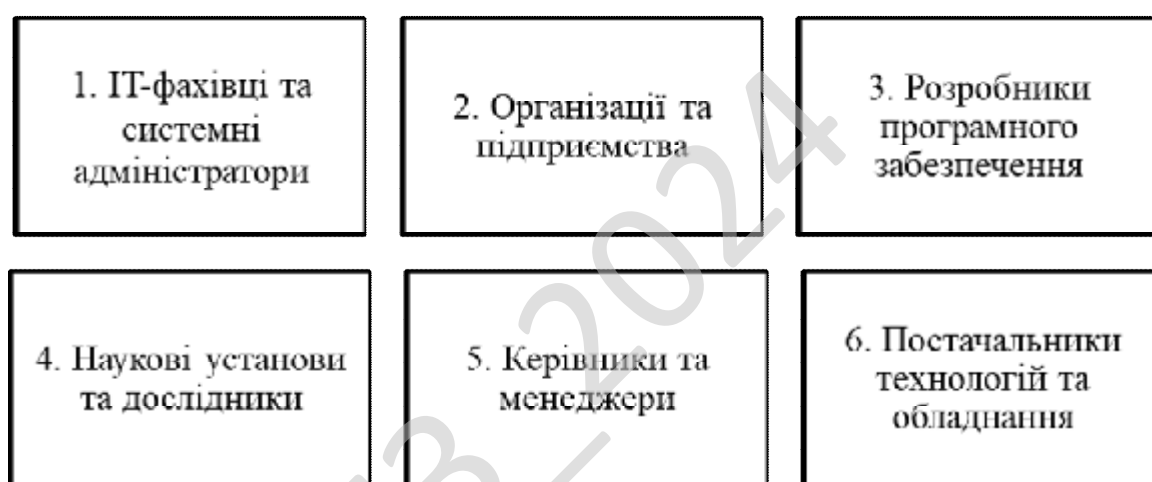 1. ІТ-фахівці та
системні
адміністратори
2. Організації та
підприємства
3. Розробники
програмного
забезпечення
4. Наукові установи
та дослідники
5. Керівники та
менеджери
6. Постачальники
технологій та
обладнання
3_2024